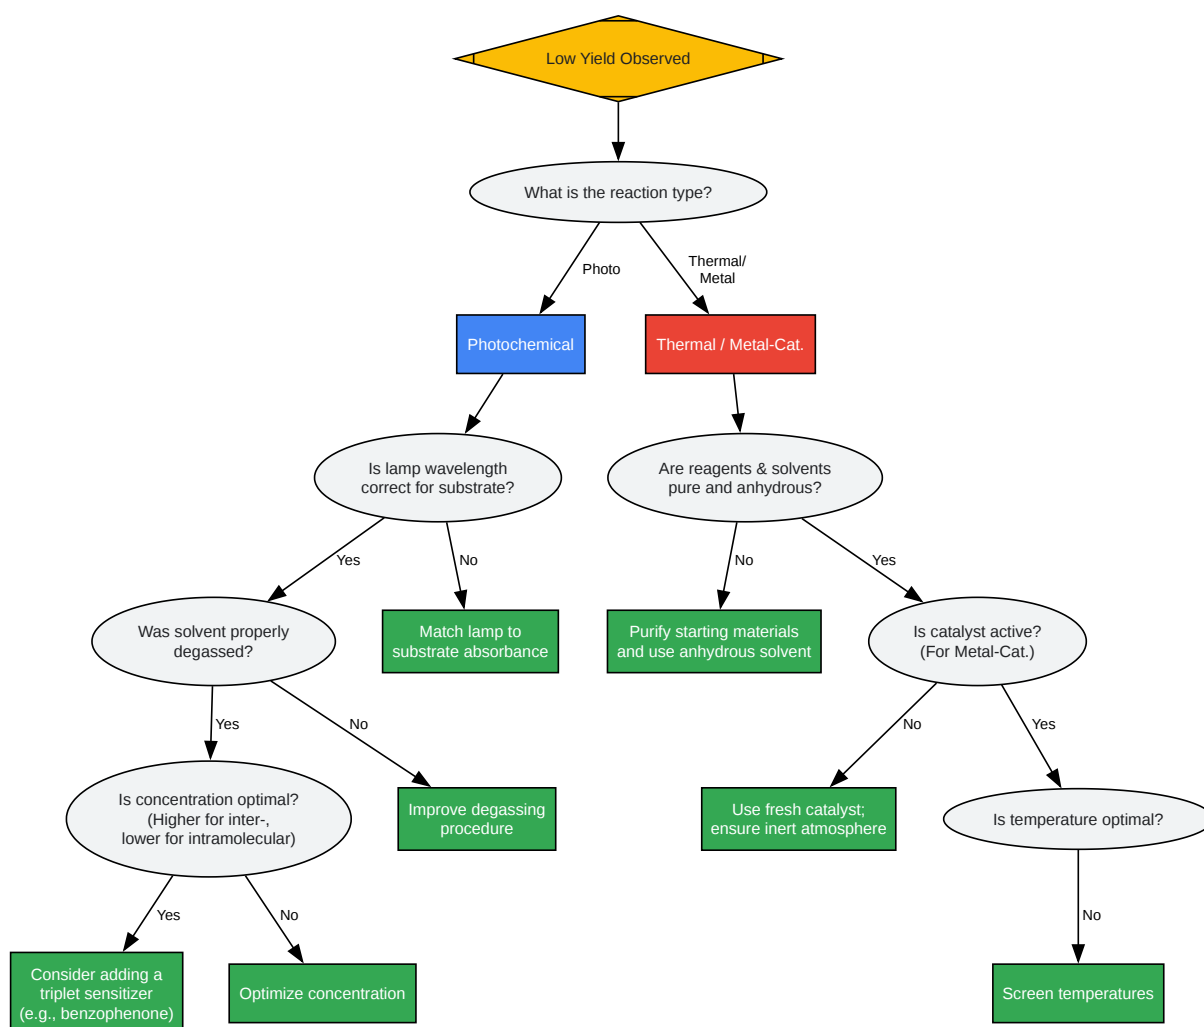 Low Yield Observed
What is the reaction type?
Photo
Thermal/
Metal
Photochemical
Thermal / Metal-Cat.
Is lamp wavelength
correct for substrate?
Are reagents & solvents
pure and anhydrous?
Yes
No
No
Yes
Was solvent properly
degassed?
Match lamp to
substrate absorbance
Purify starting materials
and use anhydrous solvent
Is catalyst active?
(For Metal-Cat.)
Yes
No
No
Yes
Is concentration optimal?
(Higher for inter-,
lower for intramolecular)
Improve degassing
procedure
Use fresh catalyst;
ensure inert atmosphere
Is temperature optimal?
Yes
No
No
Consider adding a
triplet sensitizer
(e.g., benzophenone)
Optimize concentration
Screen temperatures